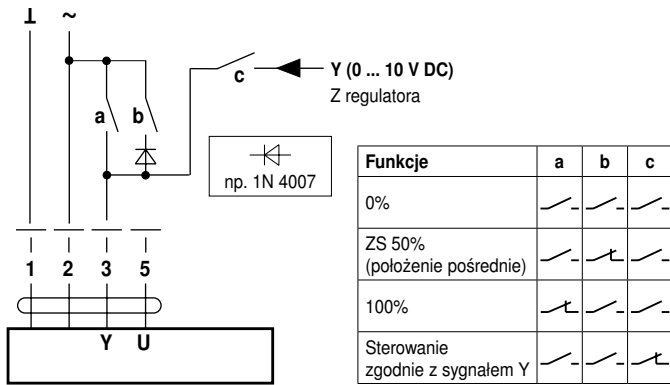 ⊥ ~
c
Y (0 ... 10 V DC)
Z regulatora
a b
np. 1N 4007
1 2 3 5
Y U
Funkcje a b c
0%
ZS 50%
(położenie pośrednie)
100%
Sterowanie
zgodnie z sygnałem Y